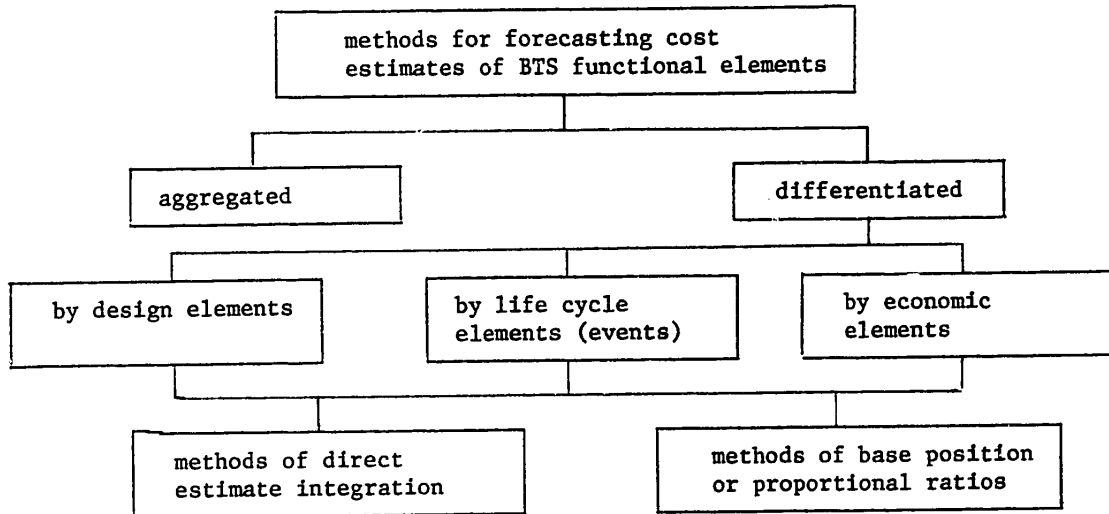 methods for forecasting cost
estimates of BTS functional elements
aggregated
differentiated
by design elements
by life cycle
elements (events)
by economic
elements
methods of direct
estimate integration
methods of base position
or proportional ratios